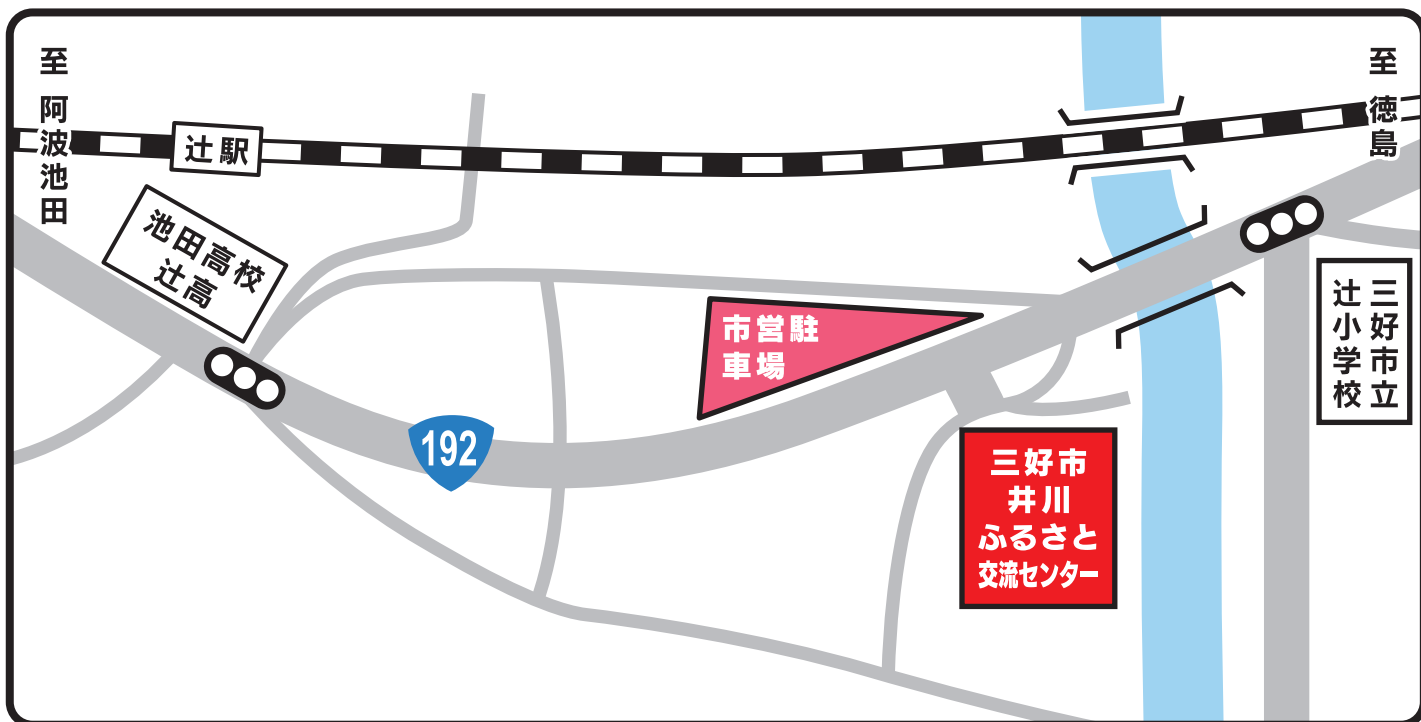 至 阿波池田
至 徳島
辻駅
池田高校
辻高
市営駐
車場
192
三好市
井川
ふるさと
交流センター
三好市立
辻小学校